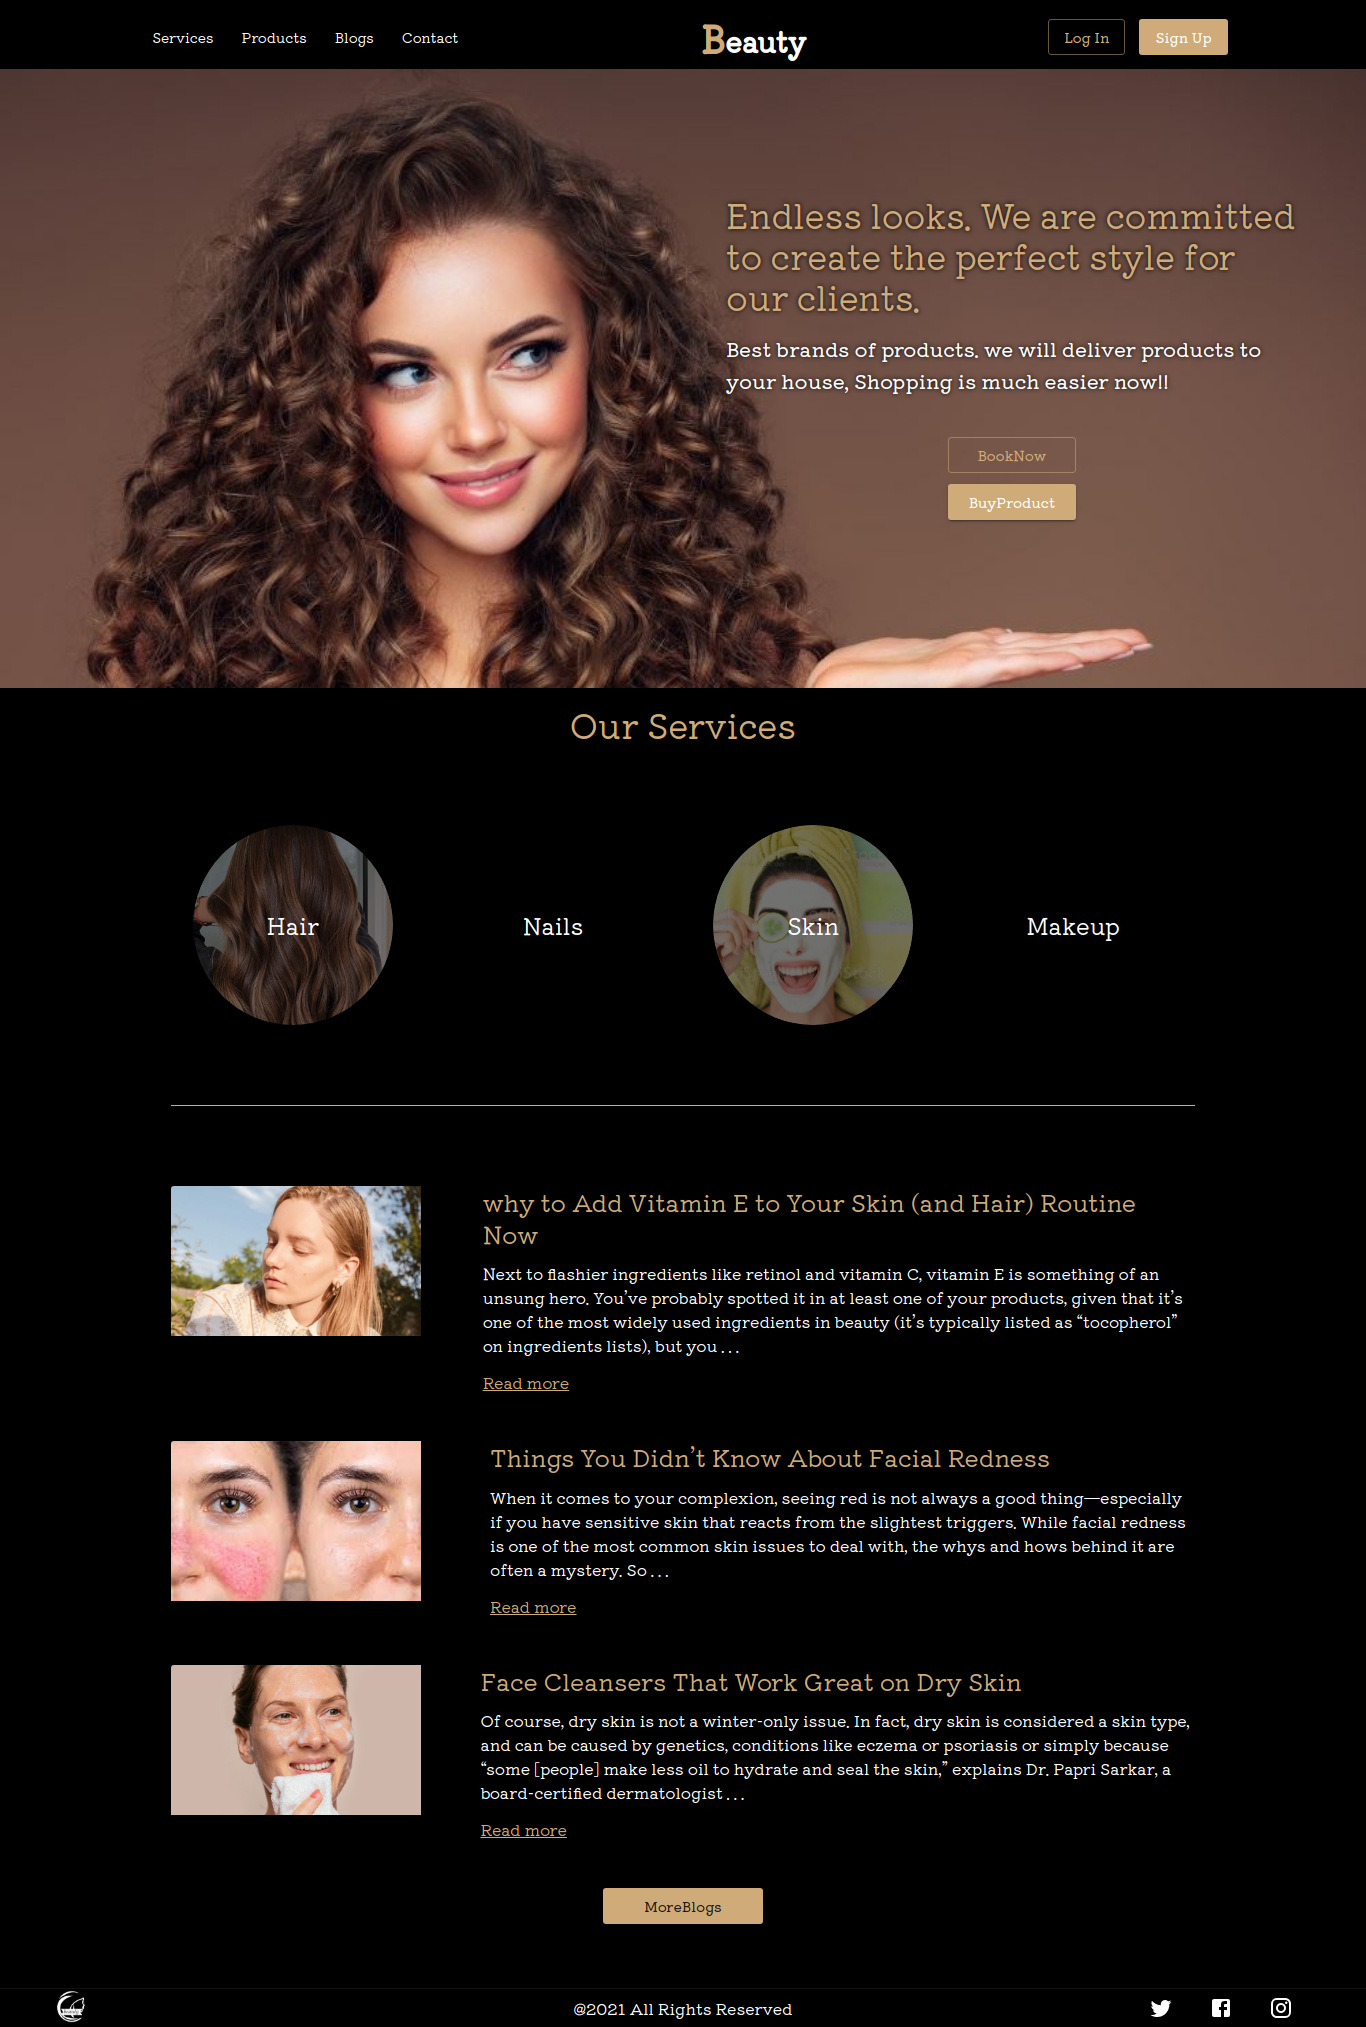 Services Products Blogs Contact
Beauty
Log In
Sign Up
Endless looks. We are committed
to create the perfect style for
our clients.
Best brands of products. we will deliver products to
your house, Shopping is much easier now!!
BookNow
BuyProduct
Our Services
Hair
Nails
Skin
Makeup
why to Add Vitamin E to Your Skin (and Hair) Routine
Now
Next to flashier ingredients like retinol and vitamin C, vitamin E is something of an
unsung hero. You’ve probably spotted it in at least one of your products, given that it’s
one of the most widely used ingredients in beauty (it’s typically listed as “tocopherol”
on ingredients lists), but you . . .
Read more
Things You Didn’t Know About Facial Redness
When it comes to your complexion, seeing red is not always a good thing—especially
if you have sensitive skin that reacts from the slightest triggers. While facial redness
is one of the most common skin issues to deal with, the whys and hows behind it are
often a mystery. So . . .
Read more
Face Cleansers That Work Great on Dry Skin
Of course, dry skin is not a winter-only issue. In fact, dry skin is considered a skin type,
and can be caused by genetics, conditions like eczema or psoriasis or simply because
“some [people] make less oil to hydrate and seal the skin,” explains Dr. Papri Sarkar, a
board-certified dermatologist . . .
Read more
MoreBlogs
@2021 All Rights Reserved